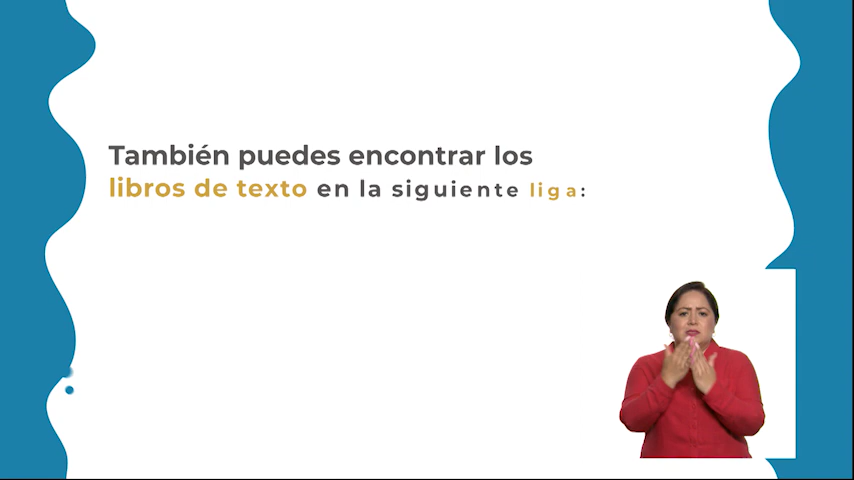 También puedes encontrar los
libros de texto en la siguiente liga: